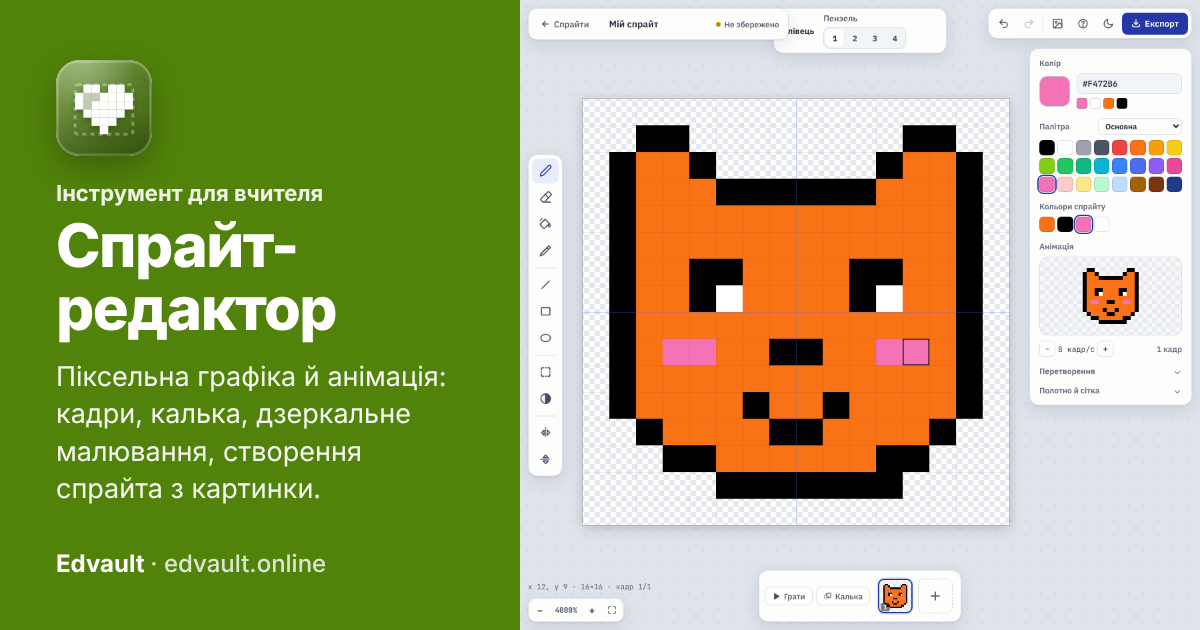 Інструмент для вчителя
Спрайт-
редактор
Піксельна графіка й анімація:
кадри, калька, дзеркальне
малювання, створення
спрайта з картинки.
Edvault · edvault.online
← Спрайти
Мій спрайт
Не збережено
Пензель
1 2 3 4
Експорт
Колір
#F472B6
Палітра
Основна
Кольори спрайту
Анімація
- 8 кадр/с +
1 кадр
Перетворення
Полотно й сітка
x 12, y 9 · 16×16 · кадр 1/1
− 4000% +
Грати
Калька
1
+